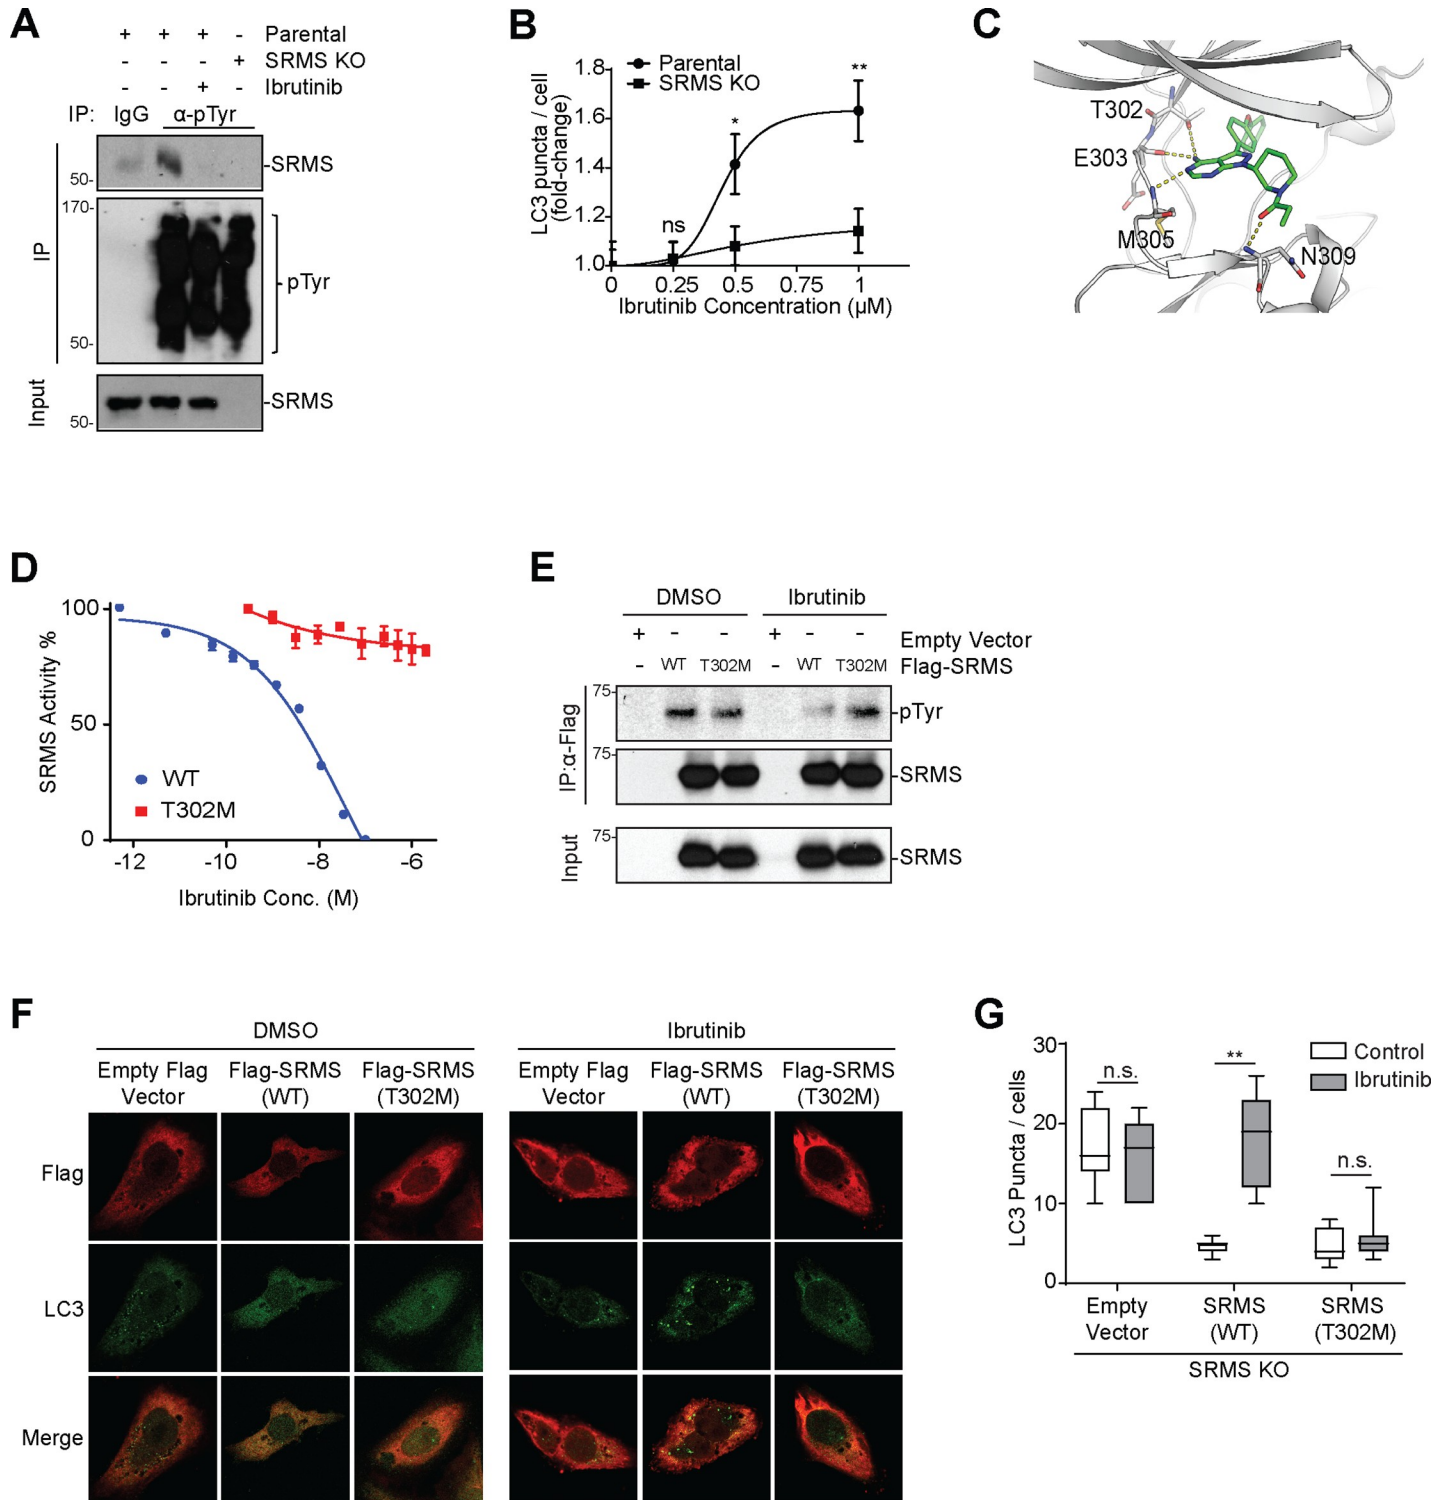 A
+ + + - Parental
- - - + SRMS KO
- - + - Ibrutinib
IP: IgG α-pTyr
50- -SRMS
170-
IP
-pTyr
50-
Input
-SRMS
50-
B
Parental
SRMS KO
LC3 puncta / cell
(fold-change)
1.8
1.6
1.4
1.2
1.0
ns * **
0 0.25 0.5 0.75 1
Ibrutinib Concentration (µM)
C
T302
E303
M305
N309
D
SRMS Activity %
100
50
0
WT
T302M
-12 -10 -8 -6
Ibrutinib Conc. (M)
E
DMSO Ibrutinib
+ - - + - - Empty Vector
- WT T302M - WT T302M Flag-SRMS
IP:α-Flag
75- -pTyr
75- -SRMS
Input
75- -SRMS
F
DMSO Ibrutinib
Empty Flag Vector
Flag-SRMS (WT)
Flag-SRMS (T302M)
Empty Flag Vector
Flag-SRMS (WT)
Flag-SRMS (T302M)
Flag
LC3
Merge
G
LC3 Puncta / cells
30
20
10
0
n.s. ** n.s.
Control
Ibrutinib
Empty Vector
SRMS (WT)
SRMS (T302M)
SRMS KO